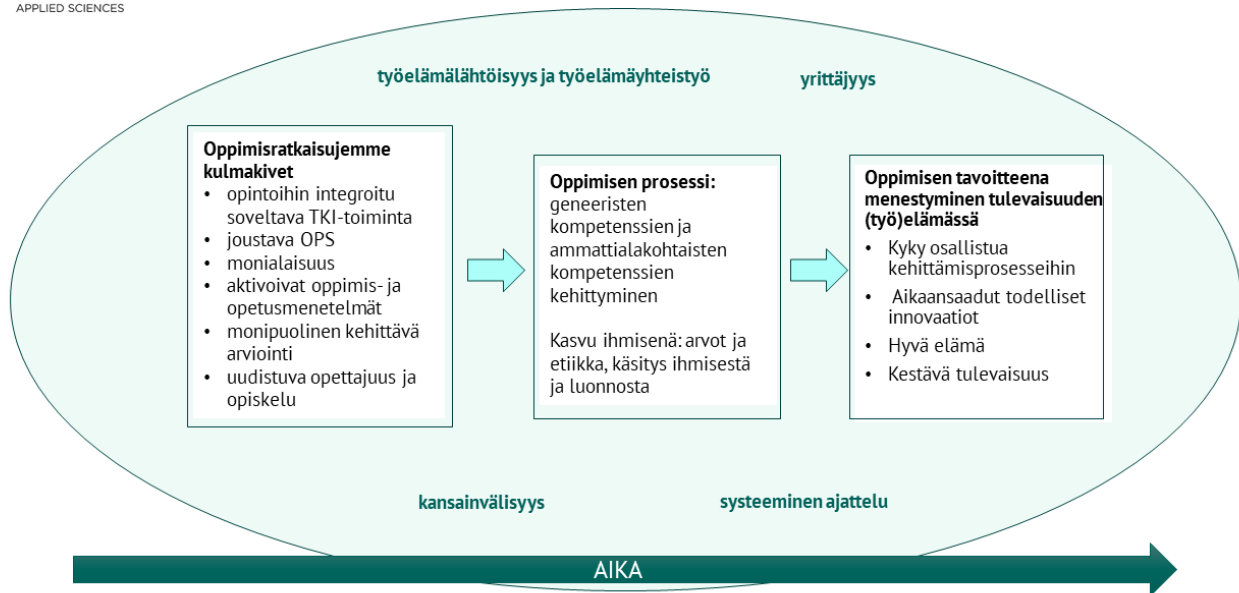 APPLIED SCIENCES
työelämälähtöisyys ja työelämäyhteistyö
yrittäjyys
Oppimisratkaisujemme
kulmakivet
• opintoihin integroitu
soveltava TKI-toiminta
• joustava OPS
• monialaisuus
• aktivoivat oppimis- ja
opetusmenetelmät
• monipuolinen kehittävä
arviointi
• uudistuva opettajuus ja
opiskelu
Oppimisen prosessi:
geneeristen
kompetenssien ja
ammattialakohtaisten
kompetenssien
kehittyminen
Kasvu ihmisenä: arvot ja
etiikka, käsitys ihmisestä
ja luonnosta
Oppimisen tavoitteena
menestyminen tulevaisuuden
(työ)elämässä
• Kyky osallistua
kehittämisprosesseihin
• Aikaansaadut todelliset
innovaatiot
• Hyvä elämä
• Kestävä tulevaisuus
kansainvälisyys
systeeminen ajattelu
AIKA